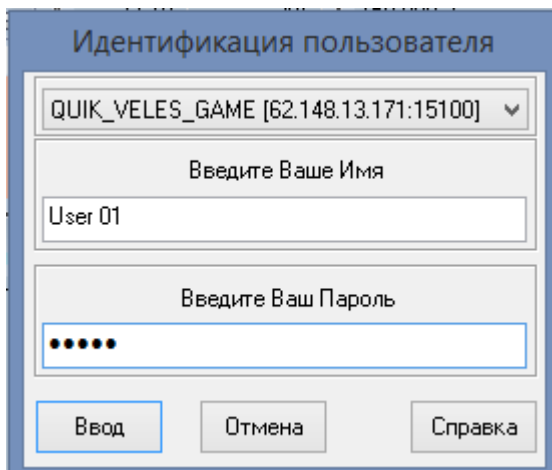 Идентификация пользователя
QUIK_VELES_GAME [62.148.13.171:15100]
Введите Ваше Имя
User 01
Введите Ваш Пароль
•••••
Ввод Отмена Справка